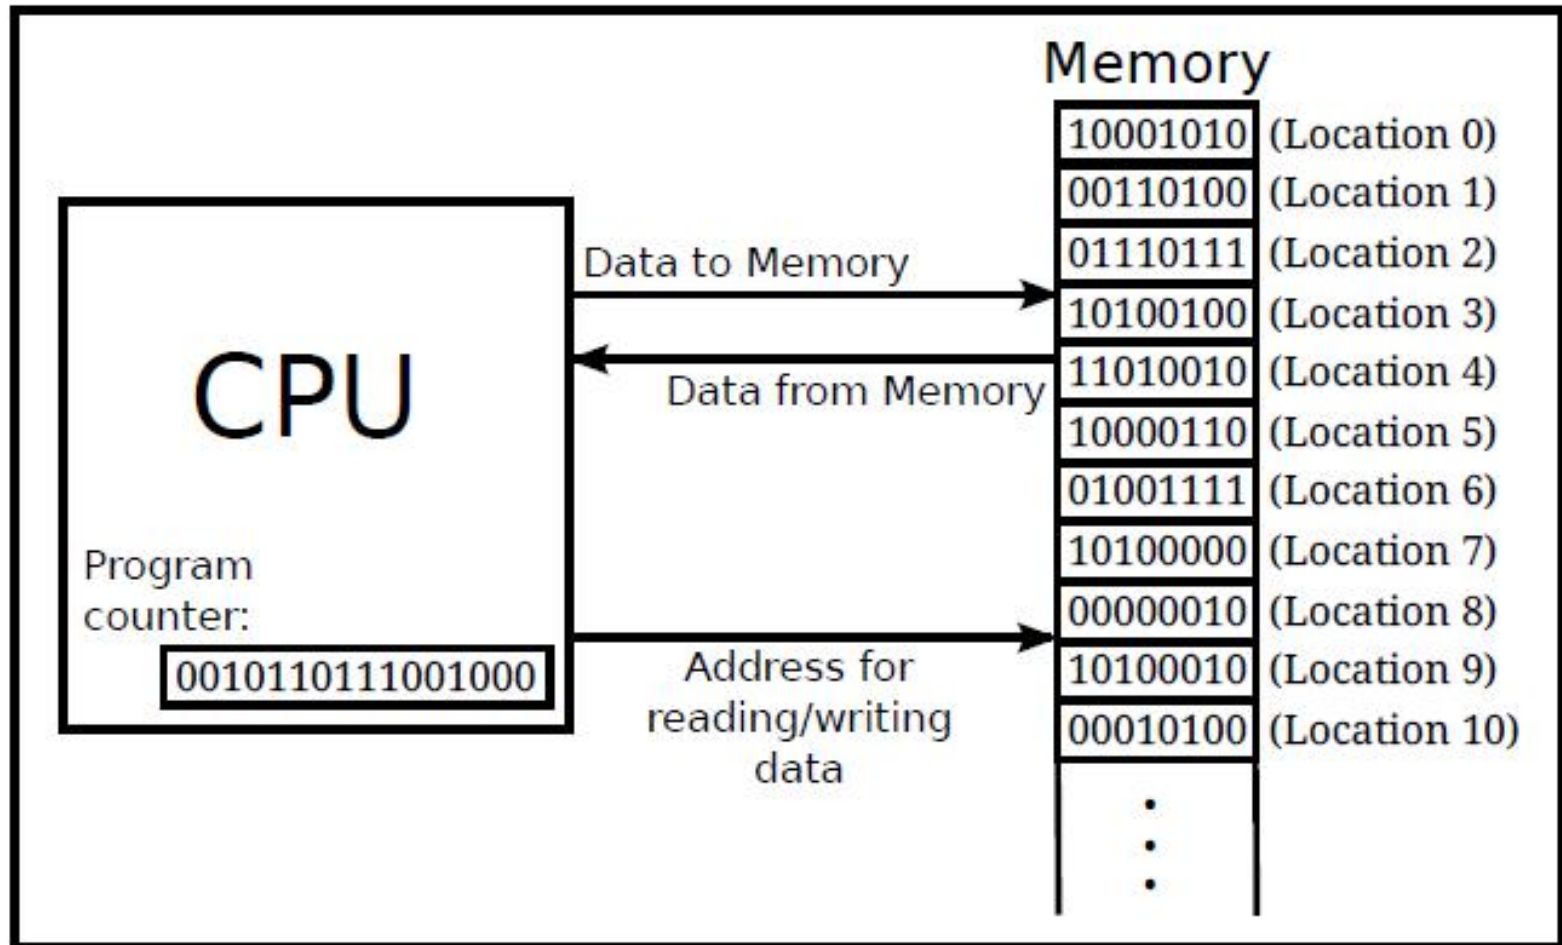 Memory
10001010 (Location 0)
00110100 (Location 1)
01110111 (Location 2)
10100100 (Location 3)
11010010 (Location 4)
10000110 (Location 5)
01001111 (Location 6)
10100000 (Location 7)
00000010 (Location 8)
10100010 (Location 9)
00010100 (Location 10)
Data to Memory
Data from Memory
CPU
Program
counter:
0010110111001000
Address for
reading/writing
data